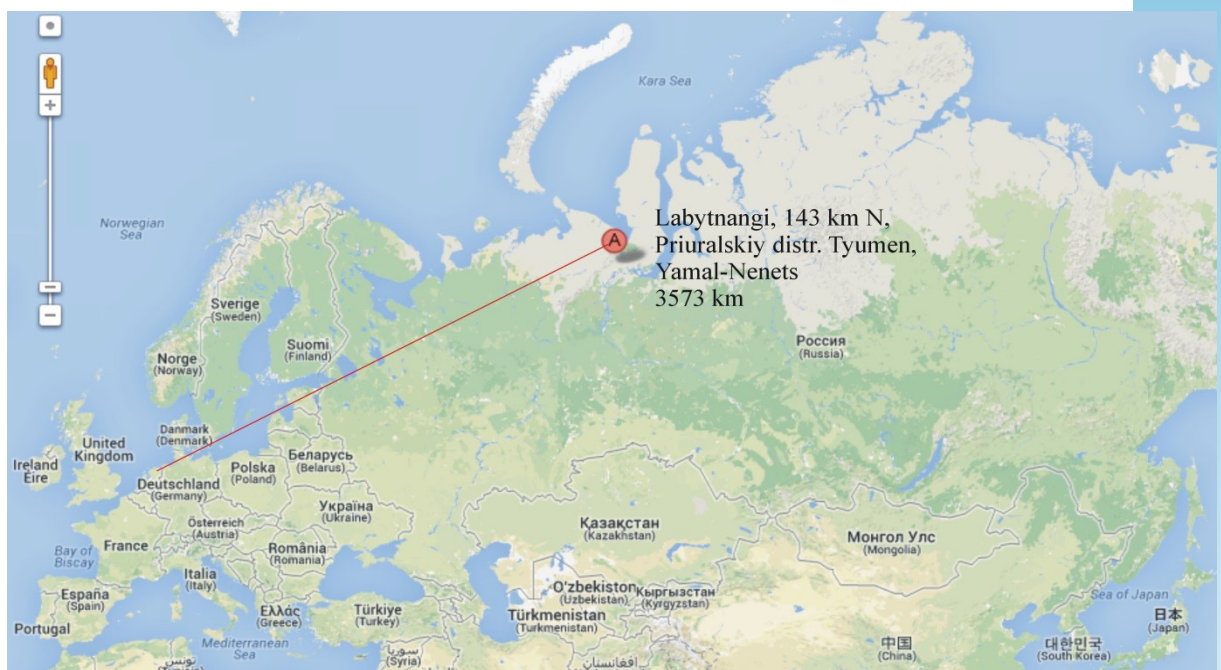 Kara Sea
Norwegian
Sea
A
Labytnangi, 143 km N,
Priuralskiy distr. Tyumen,
Yamal-Nenets
3573 km
Sverige
(Sweden)
Suomi
(Finland)
Norge
(Norway)
Россия
(Russia)
Danmark
(Denmark)
United
Kingdom
Ireland
Éire
Беларусь
(Belarus)
Polska
(Poland)
Deutschland
(Germany)
Україна
(Ukraine)
Österreich
(Austria)
Қазақстан
(Kazakhstan)
Монгол Улс
(Mongolia)
France
Bay of
Biscay
România
(Romania)
Italia
(Italy)
España
(Spain)
O'zbekiston
(Uzbekistan)
Кыргызстан
(Kyrgyzstan)
Sea of Japan
Portugal
Ελλάς
(Greece)
Türkiye
(Turkey)
Türkmenistan
(Turkmenistan)
日本
(Japan)
Mediterranean
Sea
سوريا
(Syria)
中国
(China)
대한민국
(South Korea)
تونس
افغانستان